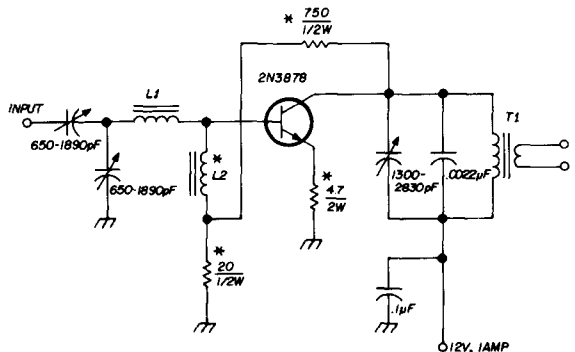 * 750
1/2W
2N3878
L1
INPUT
650-1890pF
650-1890pF
*
L2
*
4.7
2W
*
20
1/2W
1300-
2830pF
.0022µF
T1
.1µF
12V, 1AMP